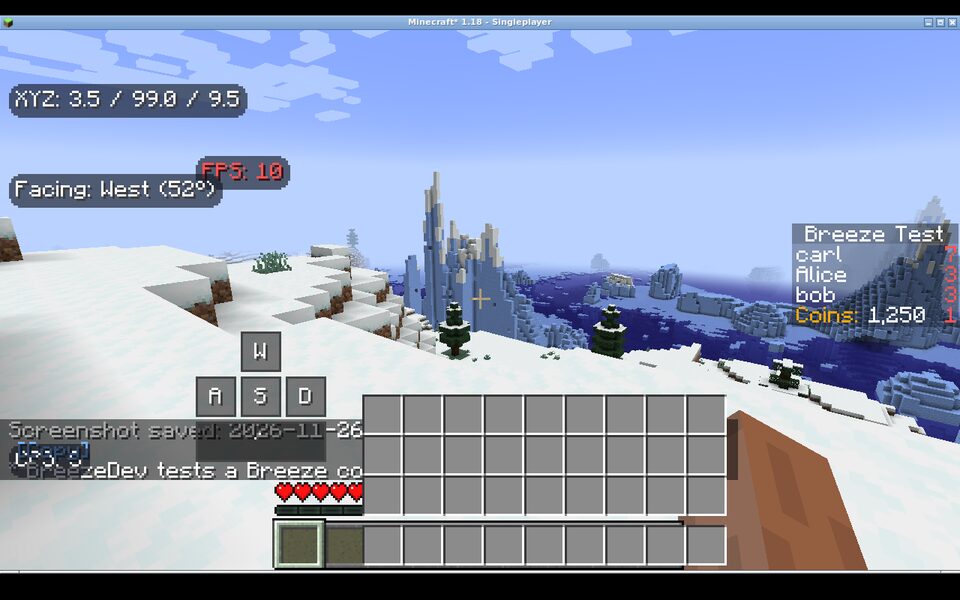 Minecraft* 1.18 - Singleplayer
XYZ: 3.5 / 99.0 / 9.5
FPS: 10
Facing: West (52°)
Breeze Test
carl 7
Alice 3
bob 3
Coins: 1,250 1
W
A S D
Screenshot saved: 2026-11-26
[Copy]
BreezeDev tests a Breeze co